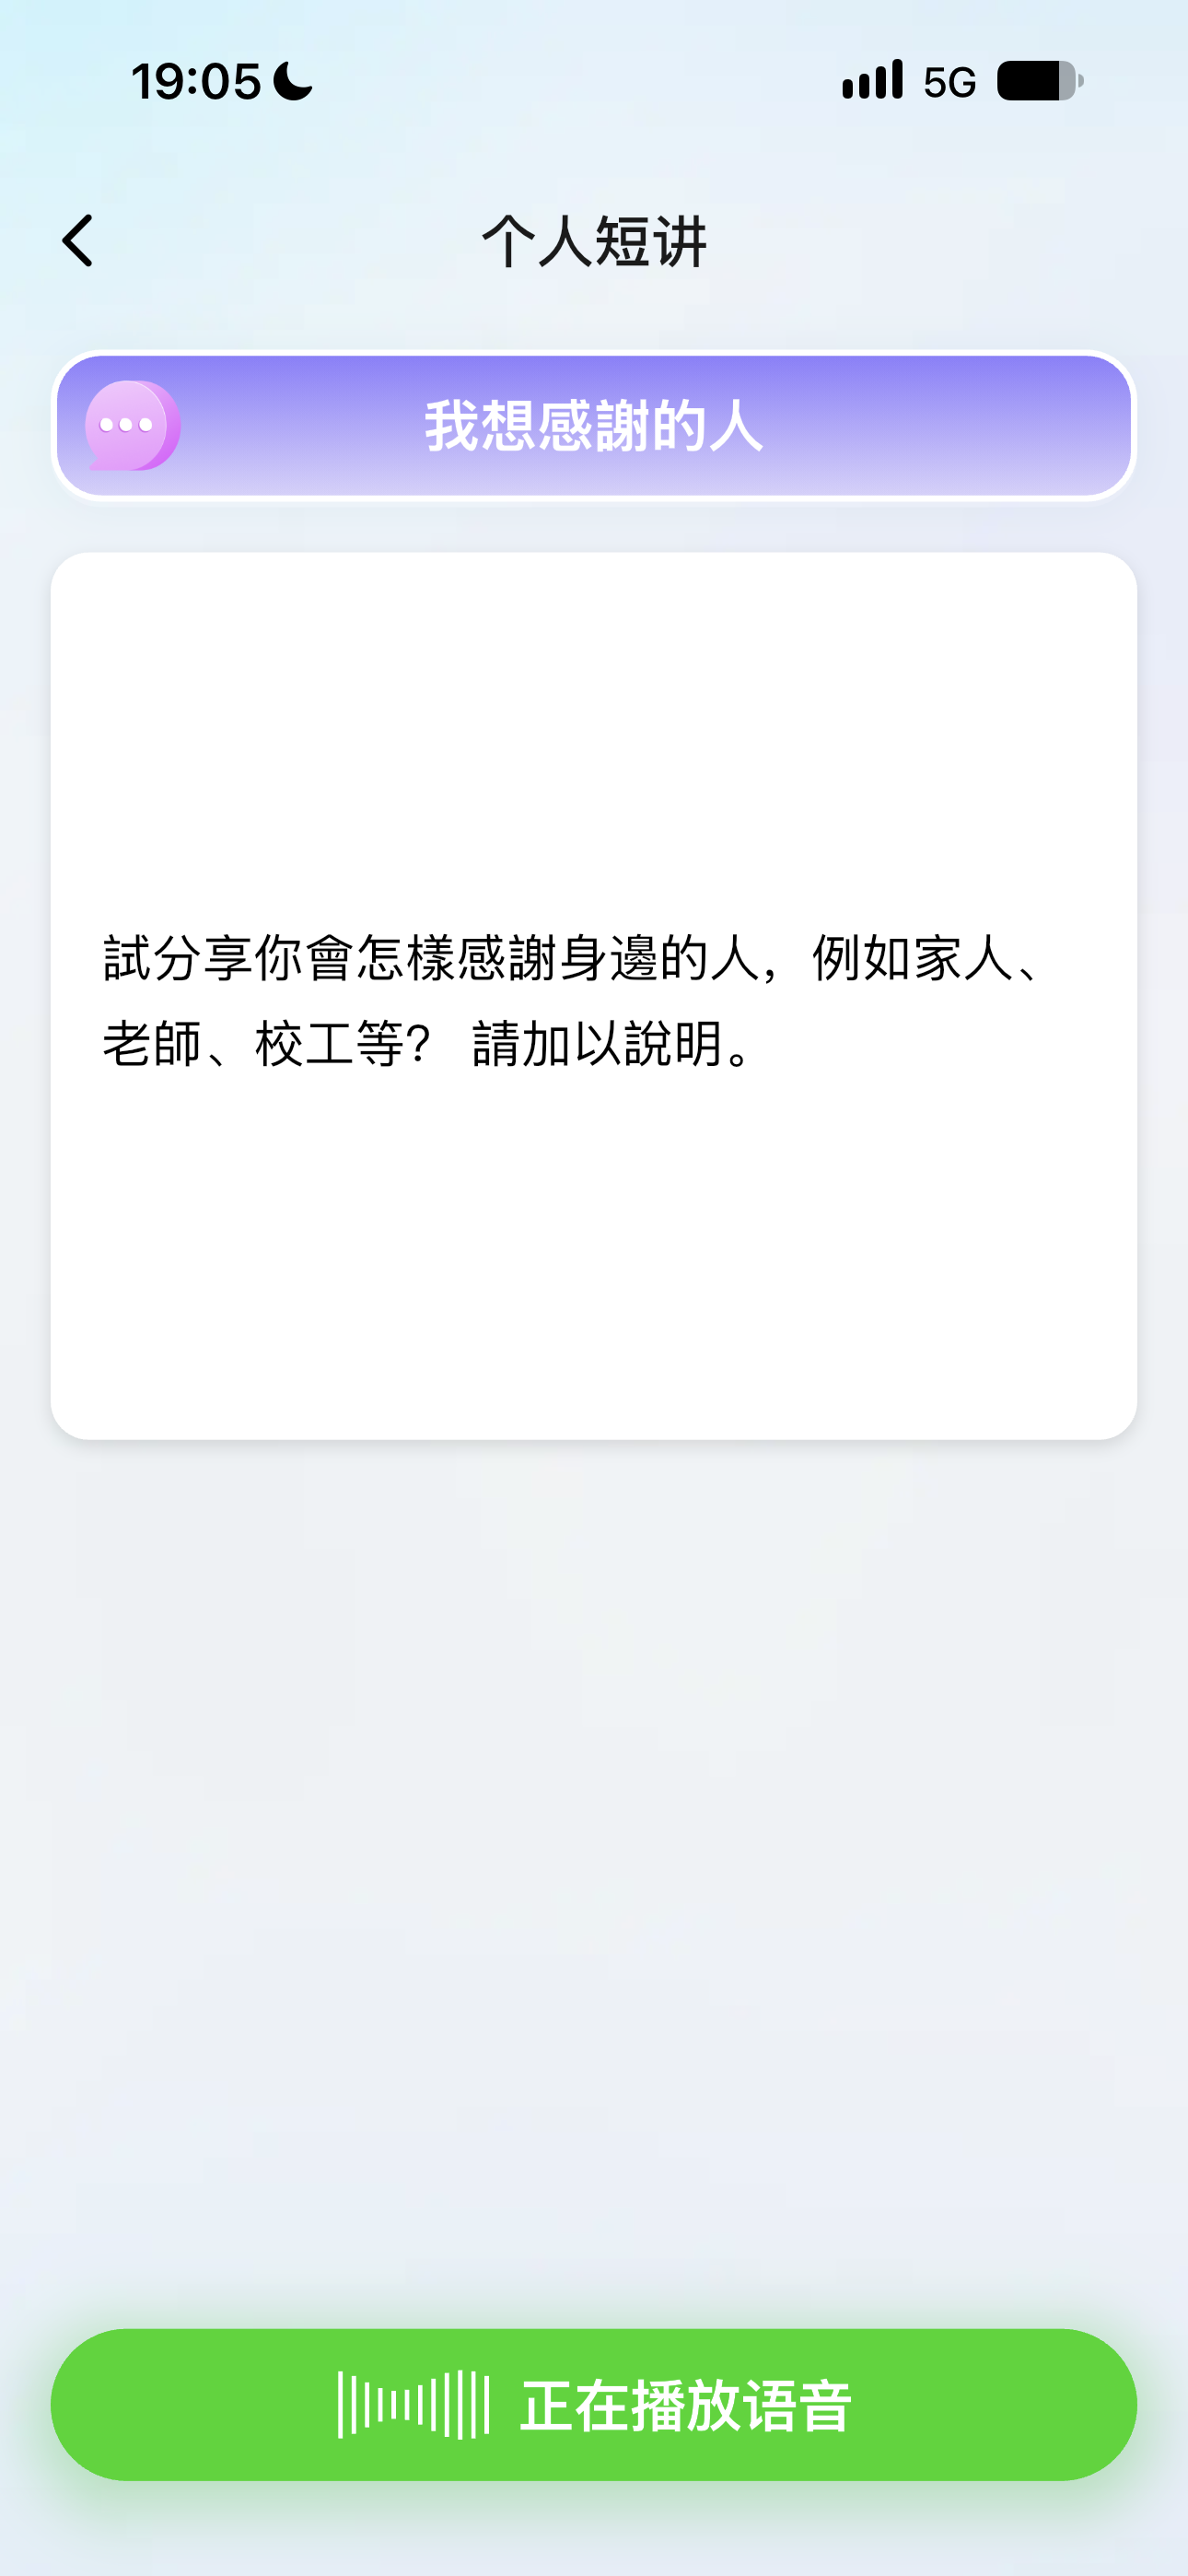 19:05 5G
个人短讲
我想感謝的人
試分享你會怎樣感謝身邊的人，例如家人、
老師、校工等？ 請加以說明。
正在播放语音